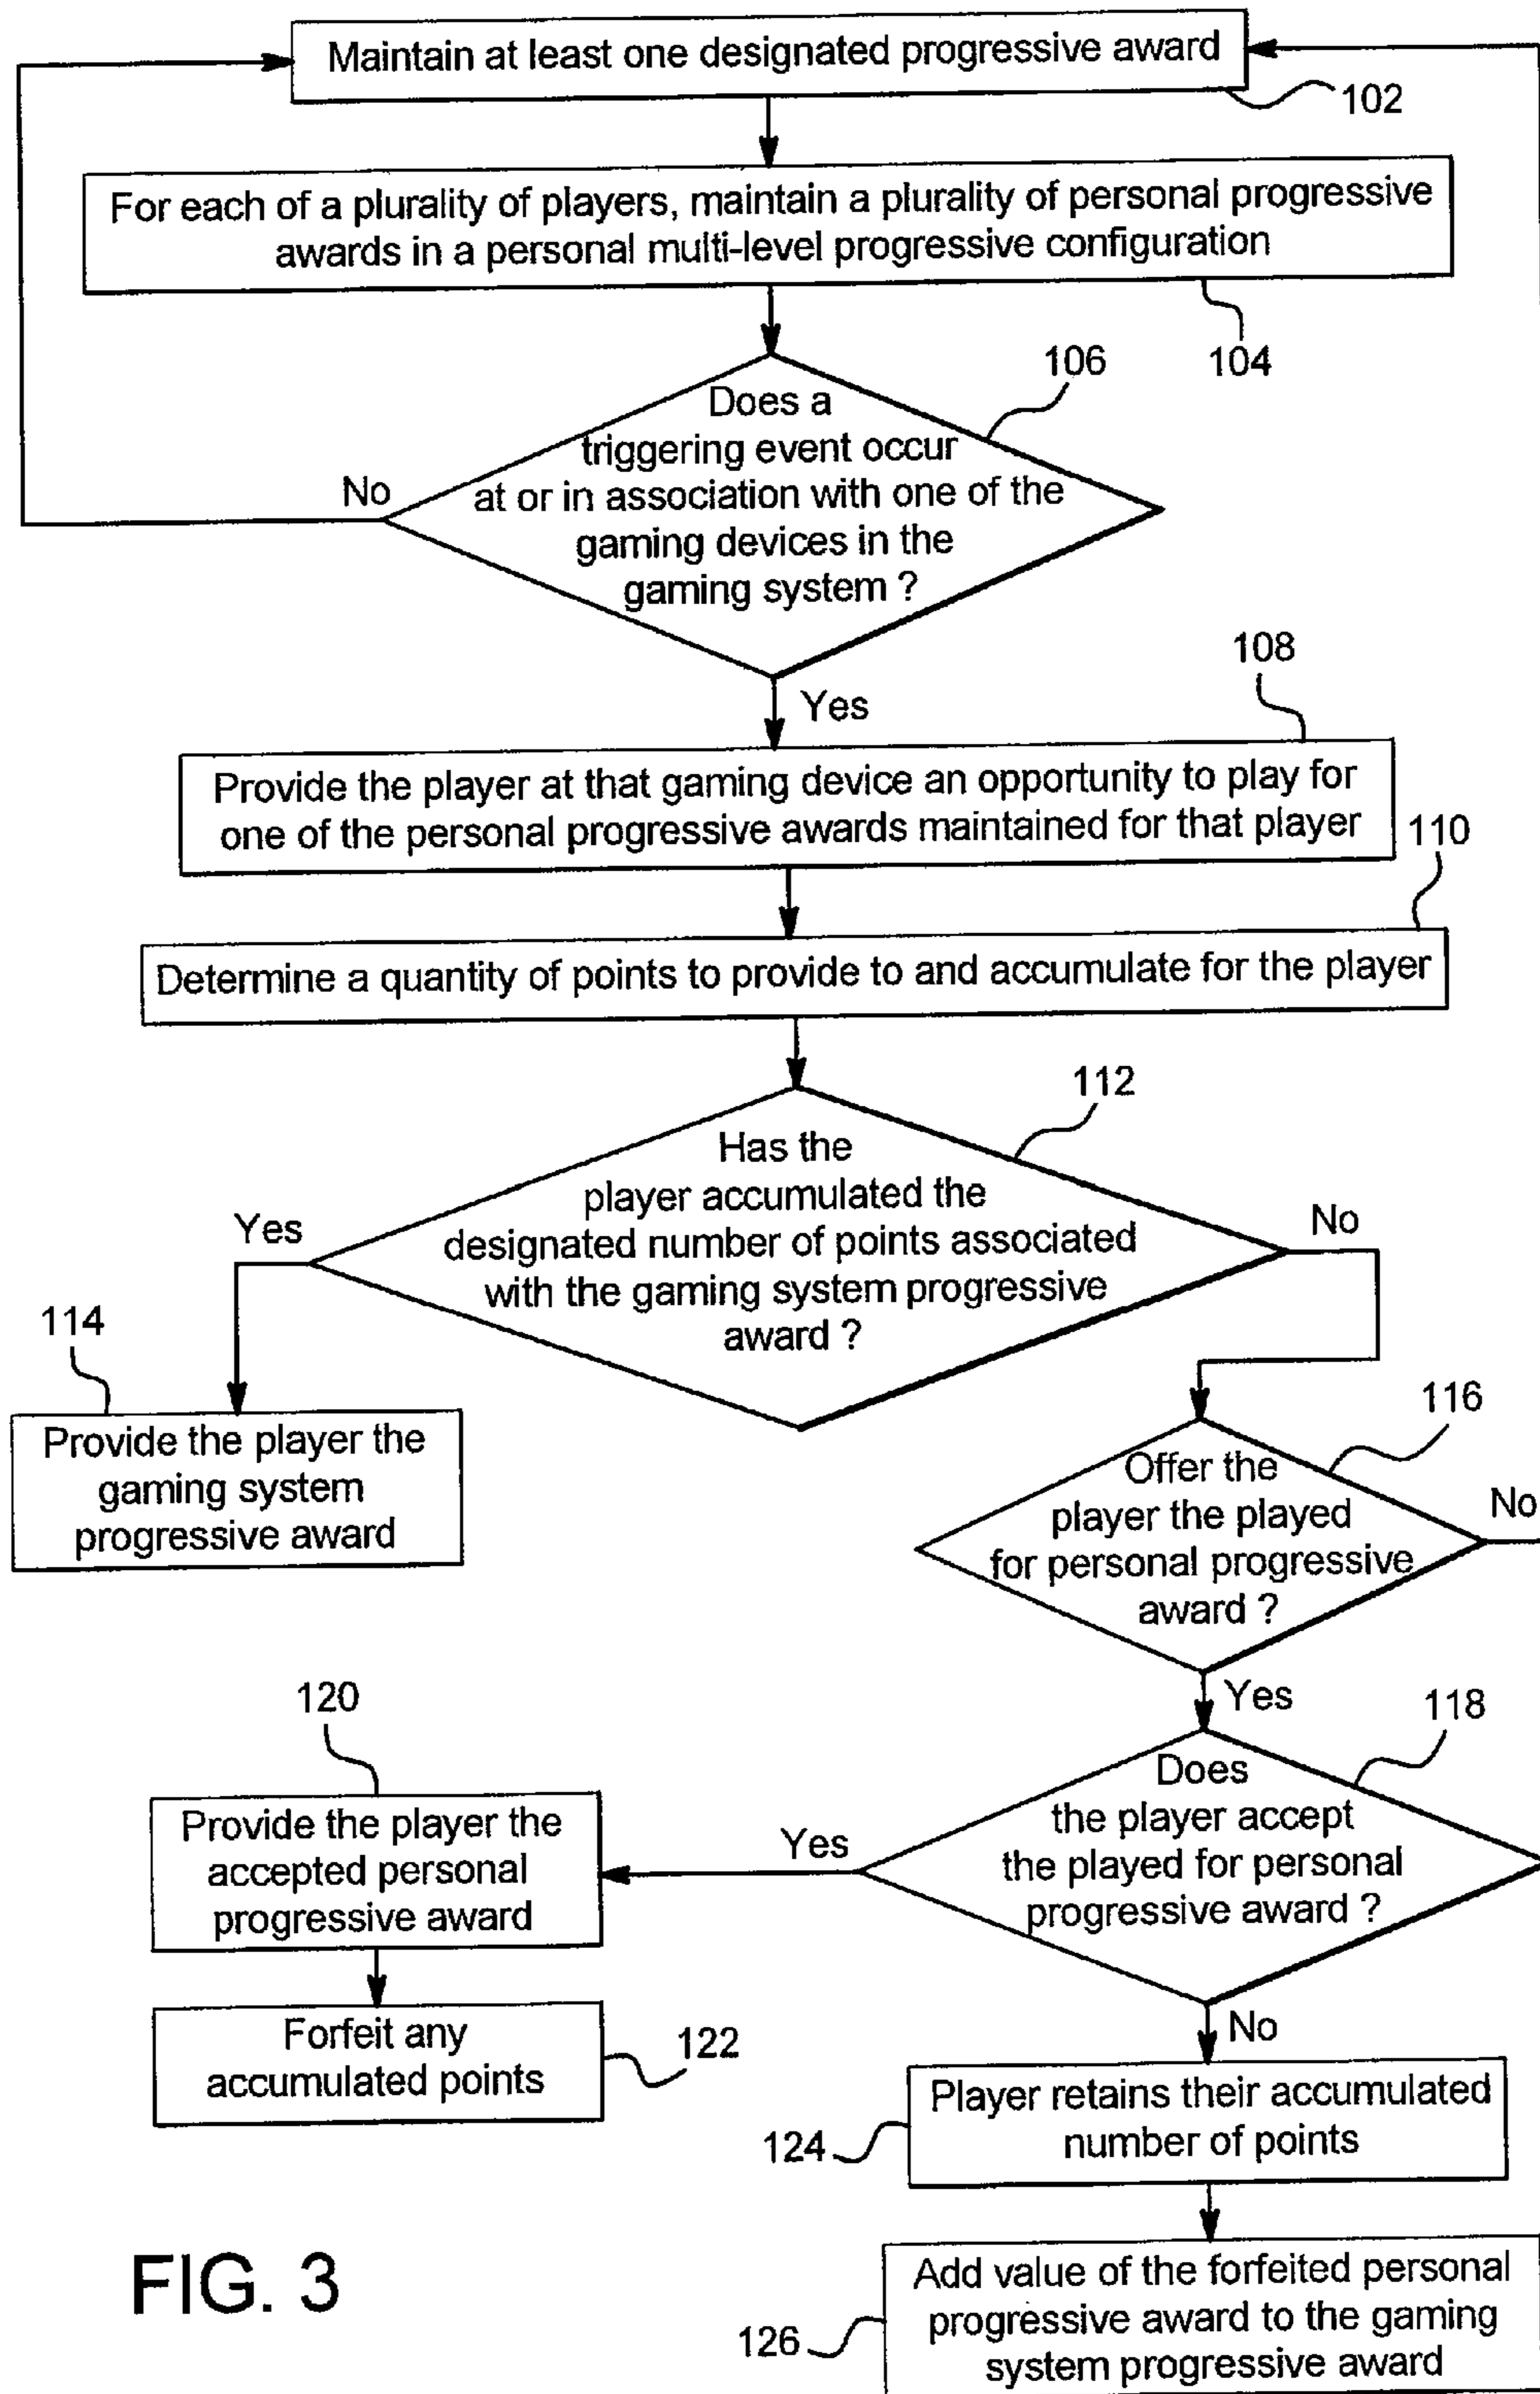 Maintain at least one designated progressive award
102
For each of a plurality of players, maintain a plurality of personal progressive
awards in a personal multi-level progressive configuration
104
106
Does a
triggering event occur
at or in association with one of the
gaming devices in the
gaming system ?
No
Yes
108
Provide the player at that gaming device an opportunity to play for
one of the personal progressive awards maintained for that player
110
Determine a quantity of points to provide to and accumulate for the player
112
Has the
player accumulated the
designated number of points associated
with the gaming system progressive
award ?
Yes
No
114
Provide the player the
gaming system
progressive award
116
Offer the
player the played
for personal progressive
award ?
No
Yes
118
Does
the player accept
the played for personal
progressive award ?
Yes
120
Provide the player the
accepted personal
progressive award
Forfeit any
accumulated points
122
No
Player retains their accumulated
number of points
124
Add value of the forfeited personal
progressive award to the gaming
system progressive award
126
FIG. 3